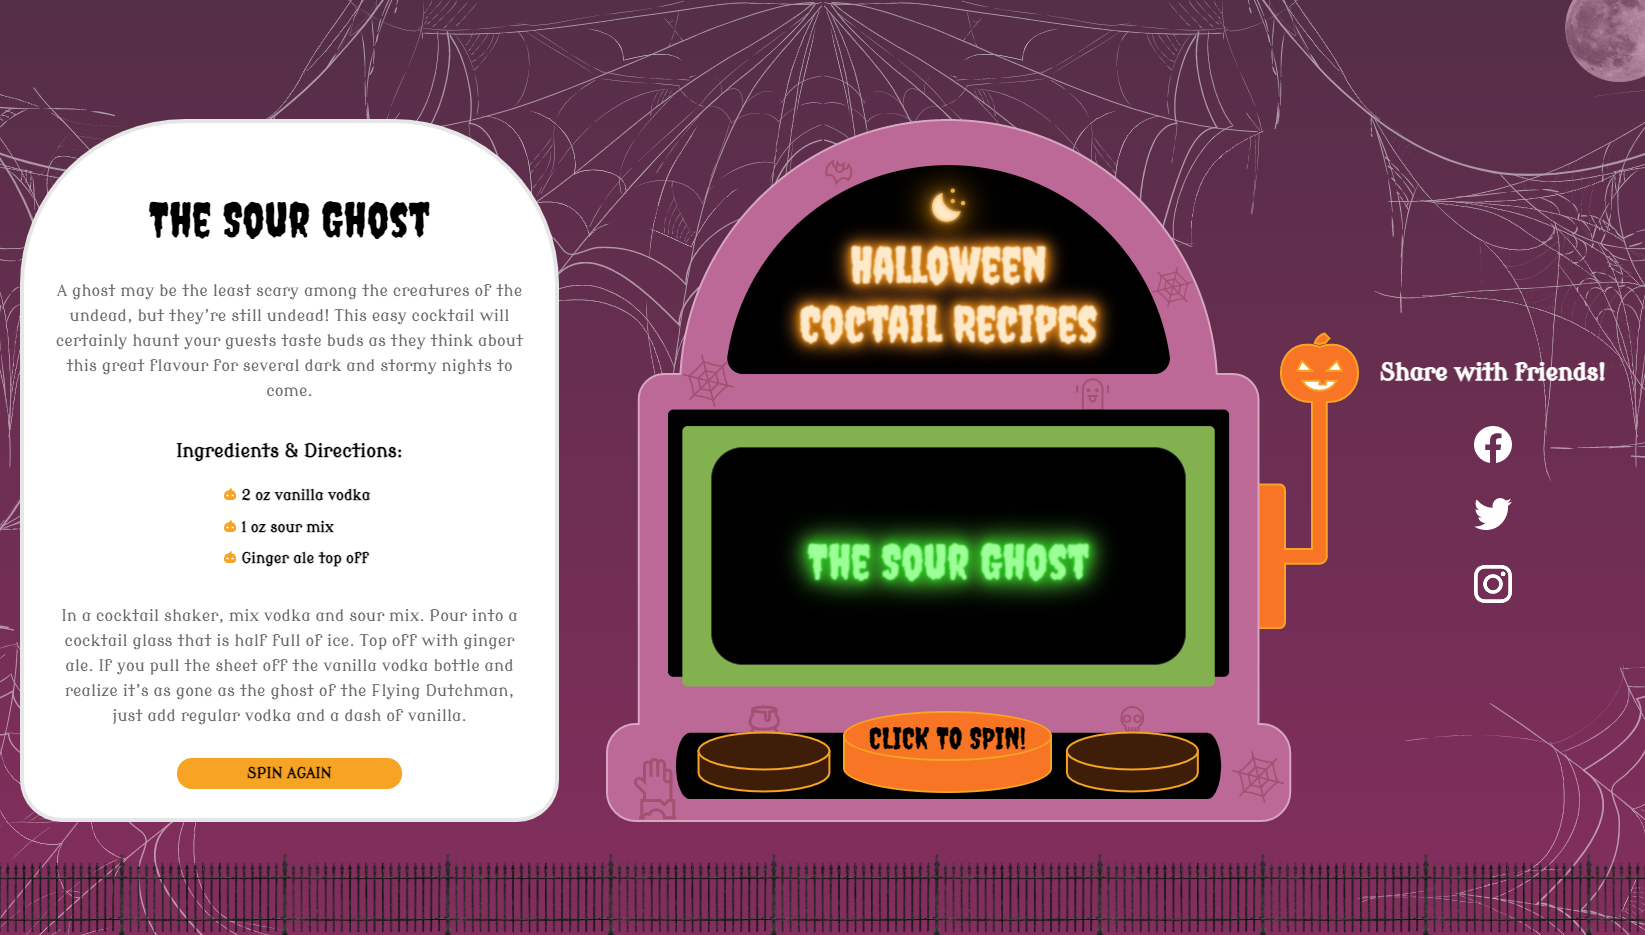 THE SOUR GHOST
A ghost may be the least scary among the creatures of the
undead, but they're still undead! This easy cocktail will
certainly haunt your guests taste buds as they think about
this great flavour for several dark and stormy nights to
come.
Ingredients & Directions:
2 oz vanilla vodka
1 oz sour mix
Ginger ale top off
In a cocktail shaker, mix vodka and sour mix. Pour into a
cocktail glass that is half full of ice. Top off with ginger
ale. If you pull the sheet off the vanilla vodka bottle and
realize it's as gone as the ghost of the Flying Dutchman,
just add regular vodka and a dash of vanilla.
SPIN AGAIN
HALLOWEEN
COCTAIL RECIPES
THE SOUR GHOST
CLICK TO SPIN!
Share with friends!